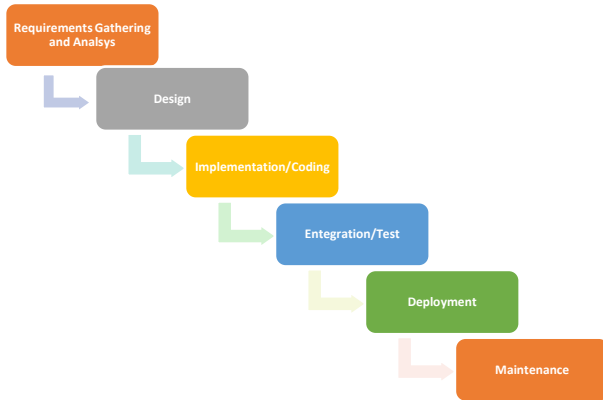 Requirements Gathering
and Analsys
Design
Implementation/Coding
Entegration/Test
Deployment
Maintenance